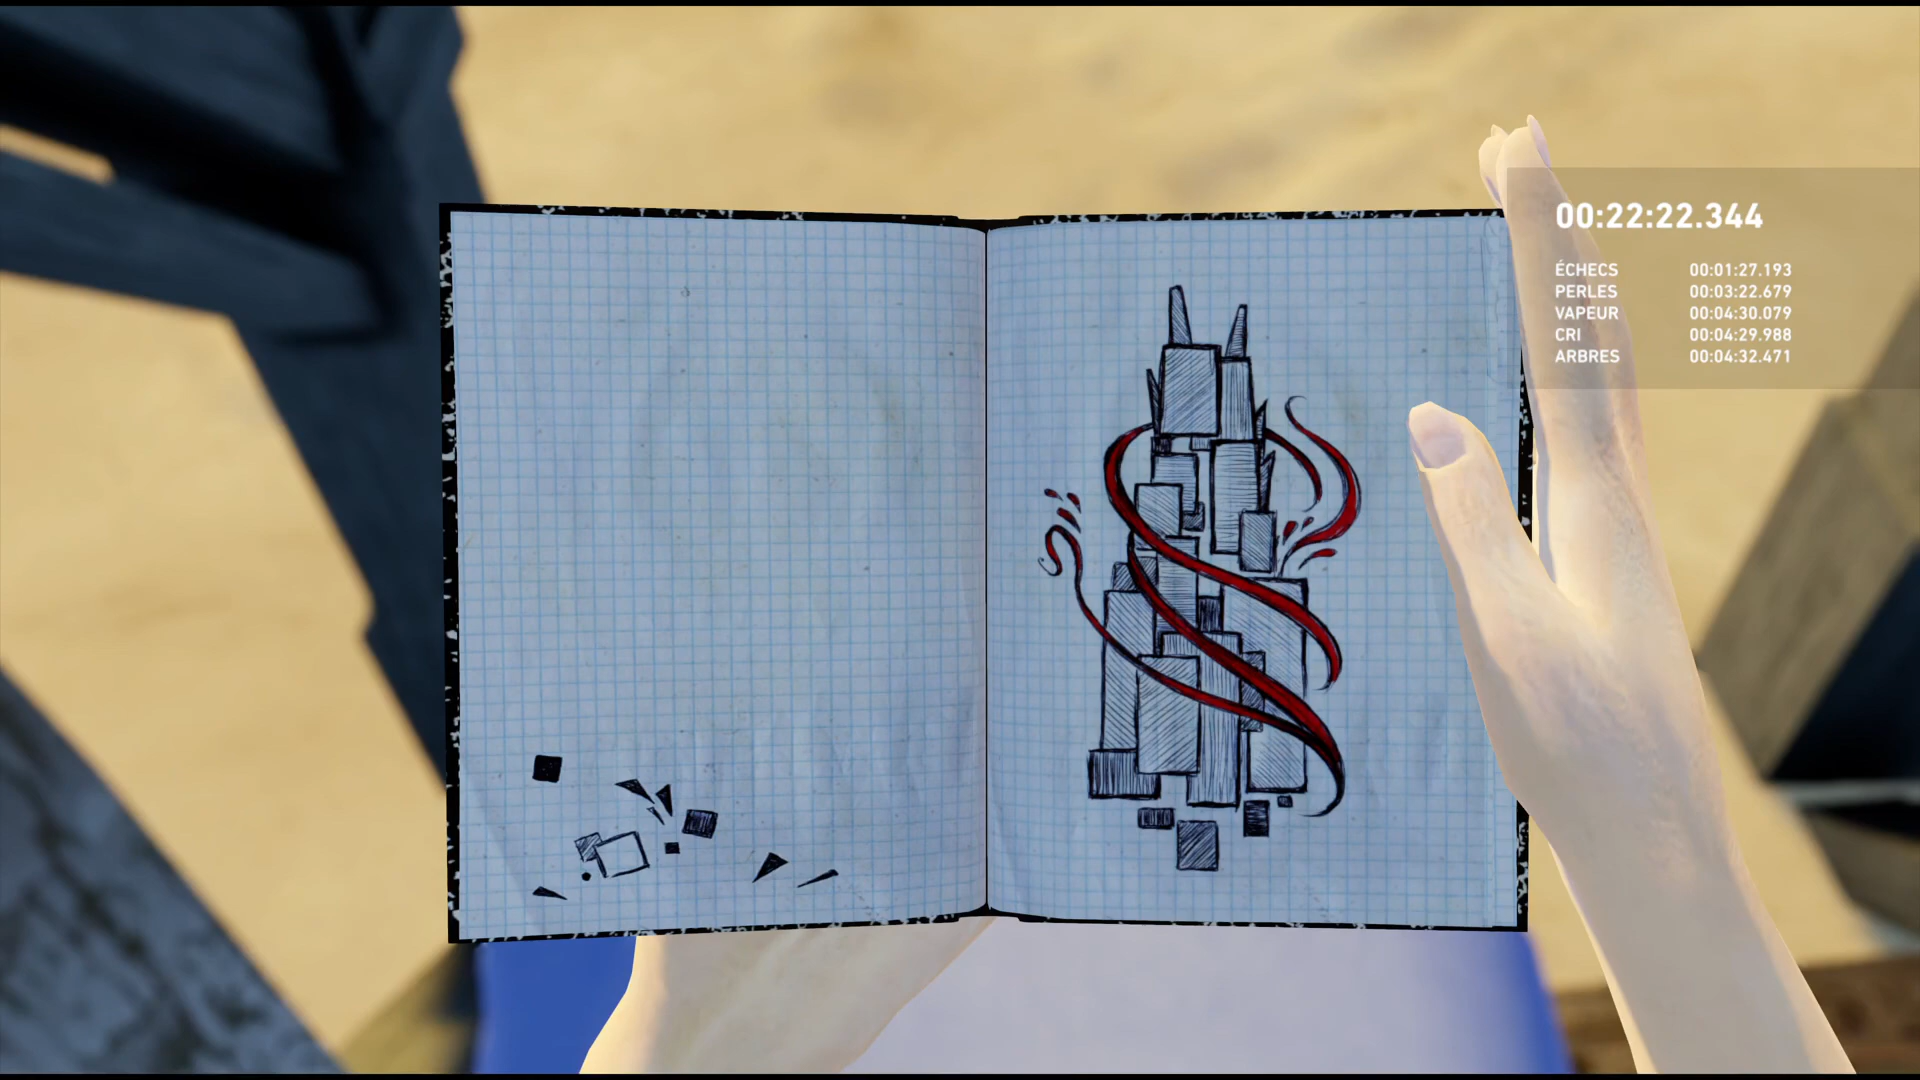 00:22:22.344
ÉCHECS 00:01:27.193
PERLES 00:03:22.679
VAPEUR 00:04:30.079
CRI 00:04:29.988
ARBRES 00:04:32.471